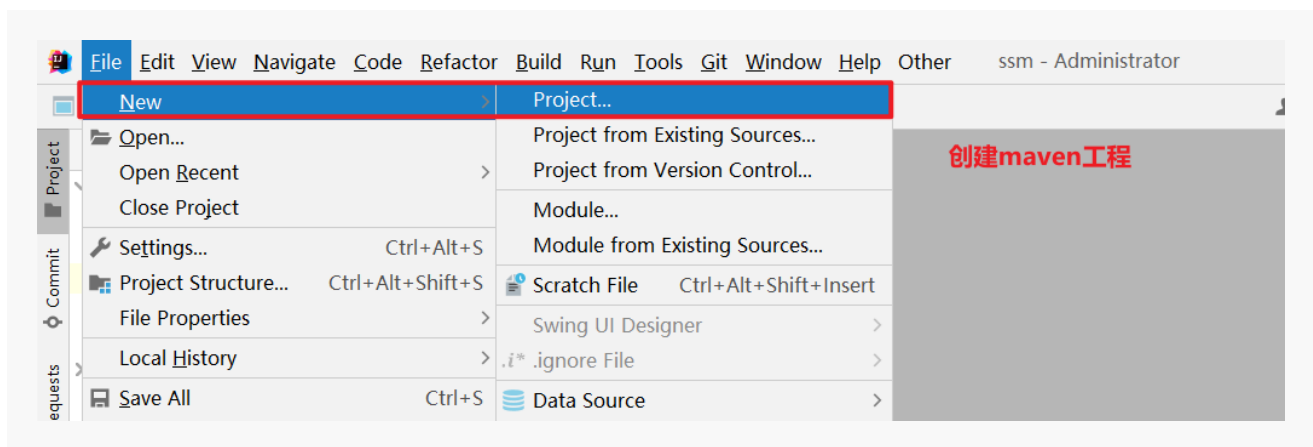 File Edit View Navigate Code Refactor Build Run Tools Git Window Help Other ssm - Administrator
New Project...
Open... Project from Existing Sources...
创建maven工程
Open Recent Project from Version Control...
Close Project Module...
Settings... Ctrl+Alt+S Module from Existing Sources...
Project Structure... Ctrl+Alt+Shift+S Scratch File Ctrl+Alt+Shift+Insert
File Properties Swing UI Designer
Local History .i* .ignore File
Save All Ctrl+S Data Source
Project
Commit
equests